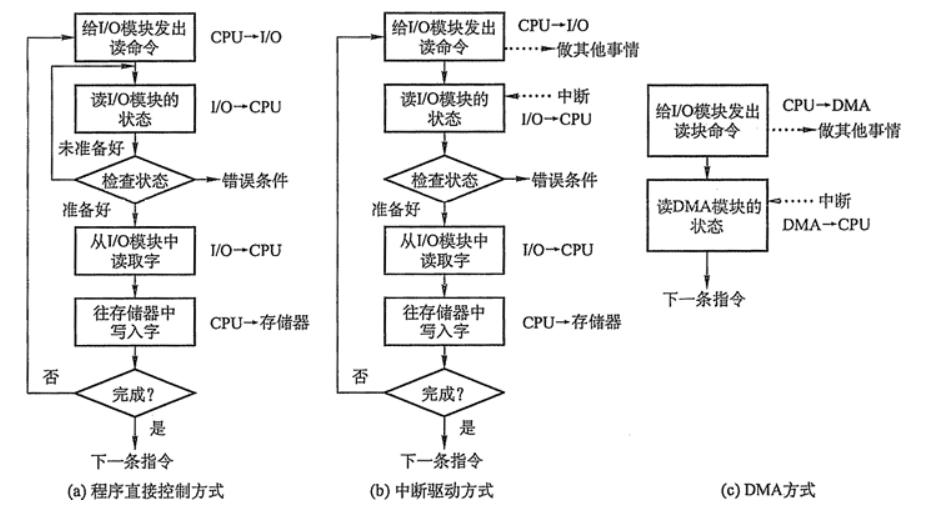 给I/O模块发出
读命令
CPU→I/O
读I/O模块的
状态
I/O→CPU
未准备好
检查状态
错误条件
准备好
从I/O模块中
读取字
I/O→CPU
往存储器中
写入字
CPU→存储器
否
完成?
是
下一条指令
(a) 程序直接控制方式
给I/O模块发出
读命令
CPU→I/O
做其他事情
读I/O模块的
状态
中断
I/O→CPU
检查状态
错误条件
准备好
从I/O模块中
读取字
I/O→CPU
往存储器中
写入字
CPU→存储器
否
完成?
是
下一条指令
(b) 中断驱动方式
给I/O模块发出
读块命令
CPU→DMA
做其他事情
读DMA模块的
状态
中断
DMA→CPU
下一条指令
(c) DMA方式